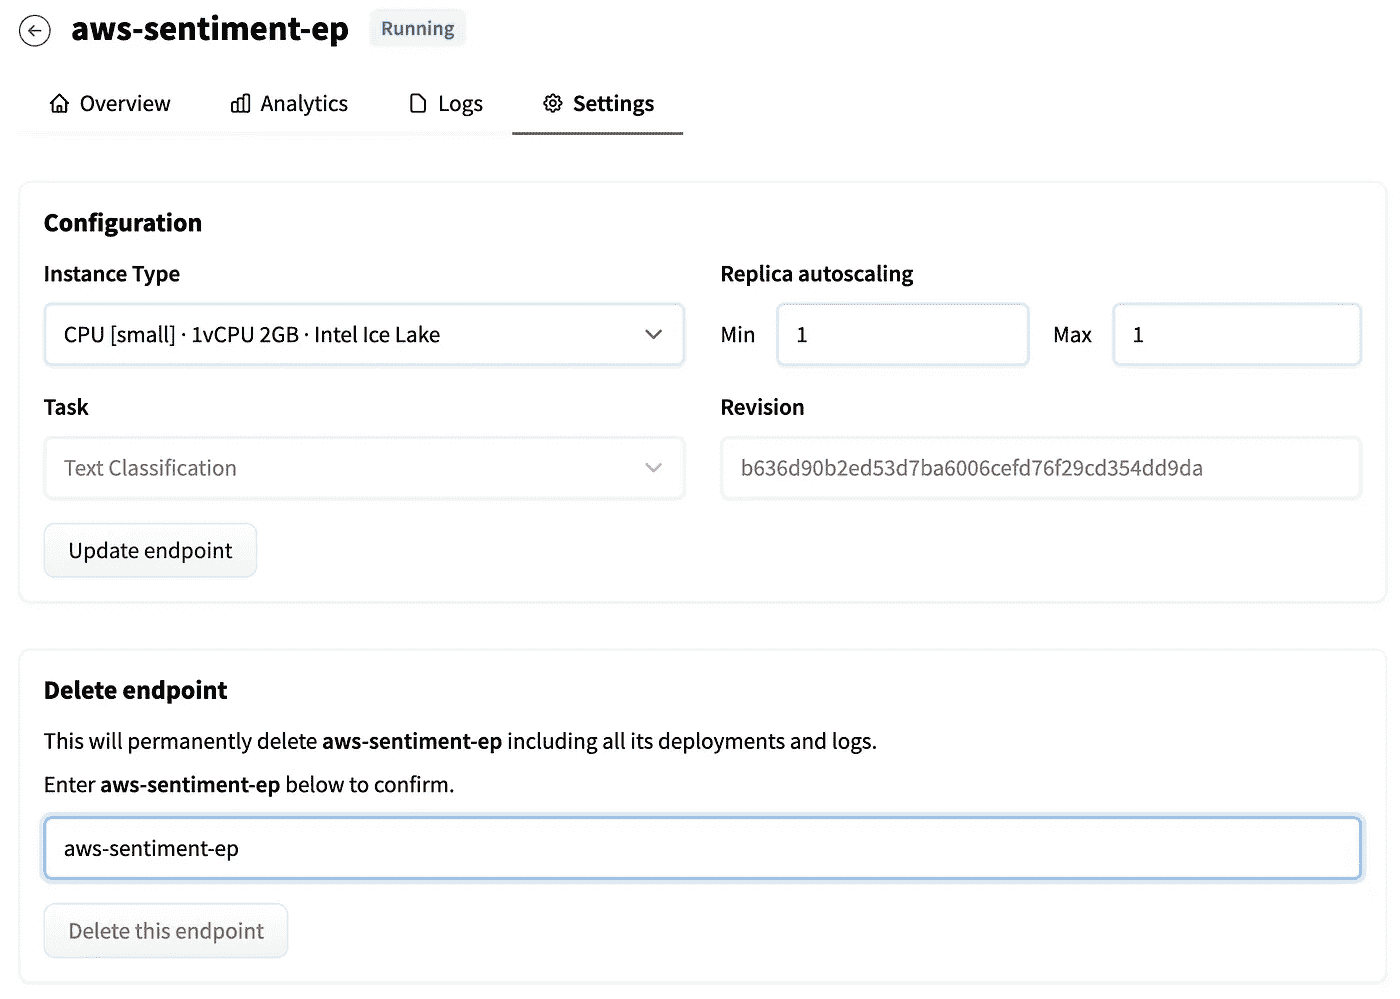 aws-sentiment-ep Running
Overview Analytics Logs Settings
Configuration
Instance Type
CPU [small] · 1vCPU 2GB · Intel Ice Lake
Replica autoscaling
Min 1 Max 1
Task
Text Classification
Revision
b636d90b2ed53d7ba6006cefd76f29cd354dd9da
Update endpoint
Delete endpoint
This will permanently delete aws-sentiment-ep including all its deployments and logs.
Enter aws-sentiment-ep below to confirm.
aws-sentiment-ep
Delete this endpoint